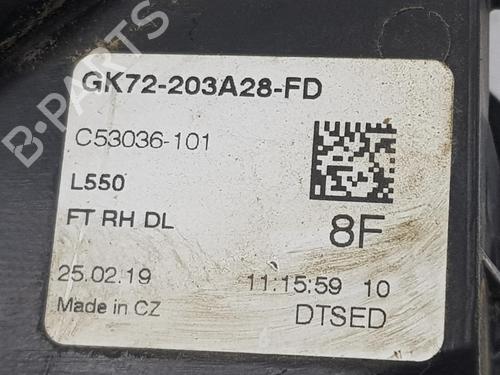 GK72-203A28-FD
C53036-101
L550
FT RH DL
8F
25.02.19 11:15:59 10
Made in CZ DTSED
B-PARTS